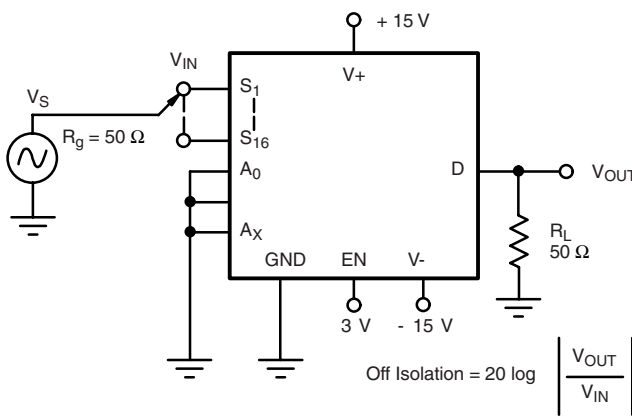 + 15 V
V_IN
V+
V_S
S_1
R_g = 50 Ω
S_16
A_0
D
V_OUT
A_X
R_L
50 Ω
GND
EN
V-
3 V
- 15 V
Off Isolation = 20 log | V_OUT / V_IN |